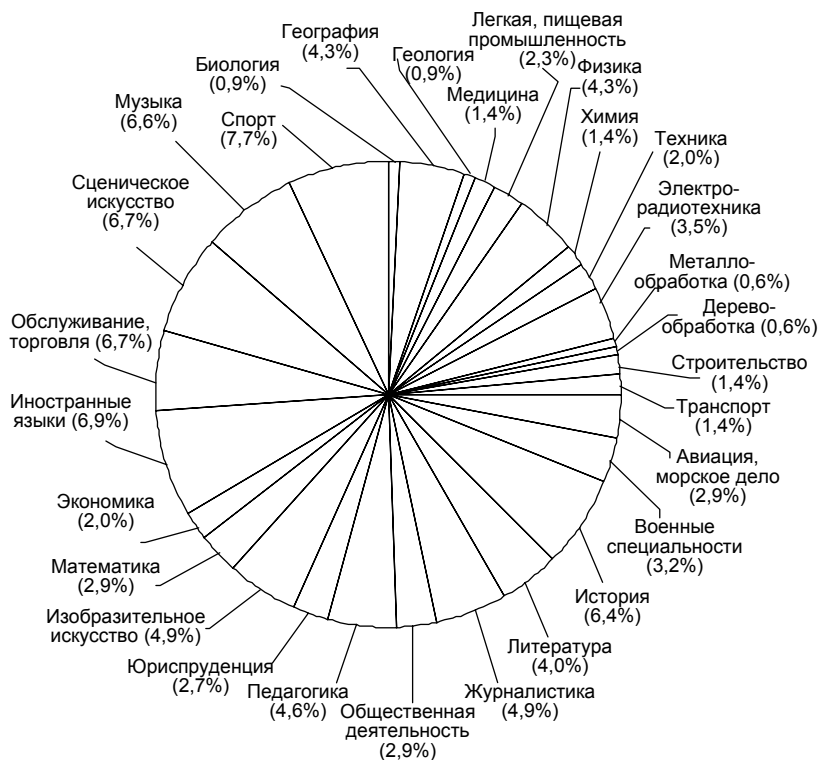 Биология
(0,9%)
География
(4,3%)
Геология
(0,9%)
Медицина
(1,4%)
Легкая, пищевая
промышленность
(2,3%)
Физика
(4,3%)
Химия
(1,4%)
Техника
(2,0%)
Электро-
радиотехника
(3,5%)
Металло-
обработка (0,6%)
Дерево-
обработка (0,6%)
Строительство
(1,4%)
Транспорт
(1,4%)
Авиация,
морское дело
(2,9%)
Военные
специальности
(3,2%)
История
(6,4%)
Литература
(4,0%)
Журналистика
(4,9%)
Общественная
деятельность
(2,9%)
Педагогика
(4,6%)
Юриспруденция
(2,7%)
Изобразительное
искусство (4,9%)
Математика
(2,9%)
Экономика
(2,0%)
Иностранные
языки (6,9%)
Обслуживание,
торговля (6,7%)
Сценическое
искусство
(6,7%)
Музыка
(6,6%)
Спорт
(7,7%)